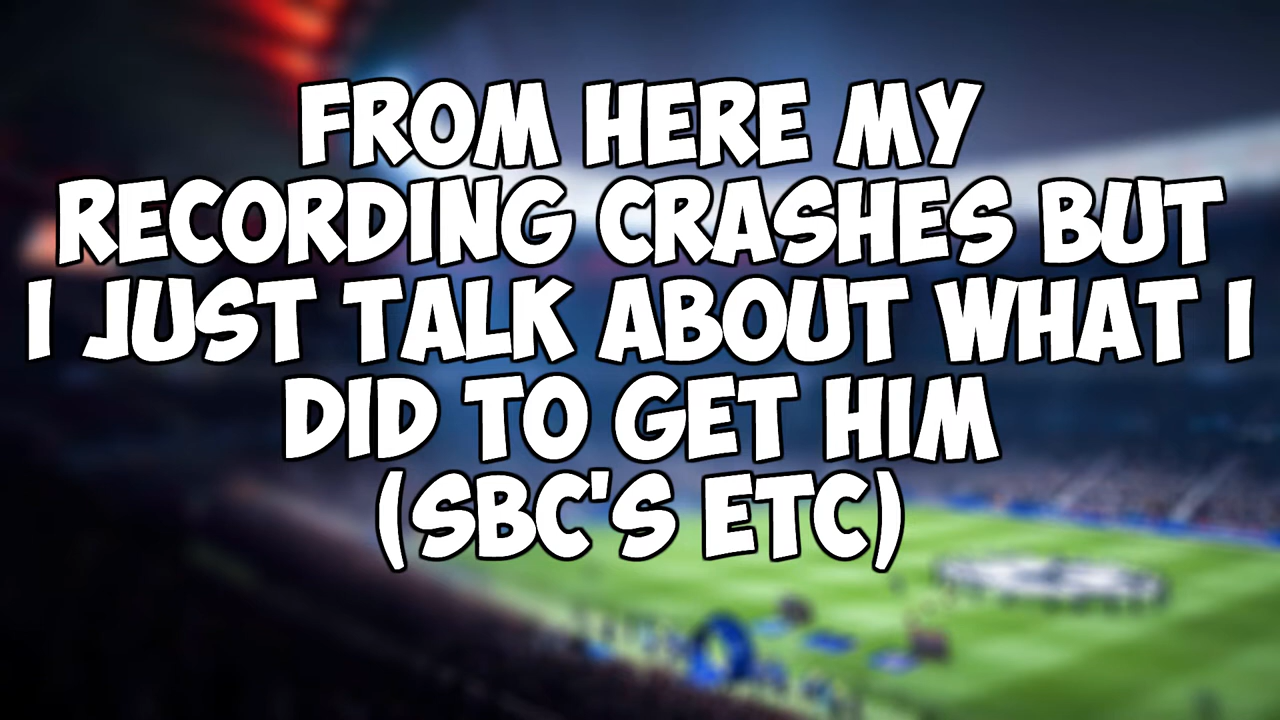 FROM HERE MY
RECORDING CRASHES BUT
I JUST TALK ABOUT WHAT I
DID TO GET HIM
(SBC'S ETC)